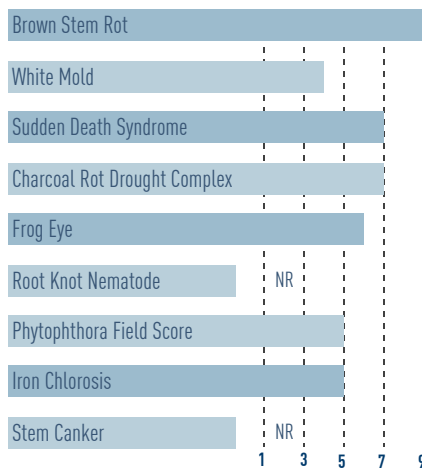 Brown Stem Rot
White Mold
Sudden Death Syndrome
Charcoal Rot Drought Complex
Frog Eye
Root Knot Nematode NR
Phytophthora Field Score
Iron Chlorosis
Stem Canker NR
1 3 5 7 9